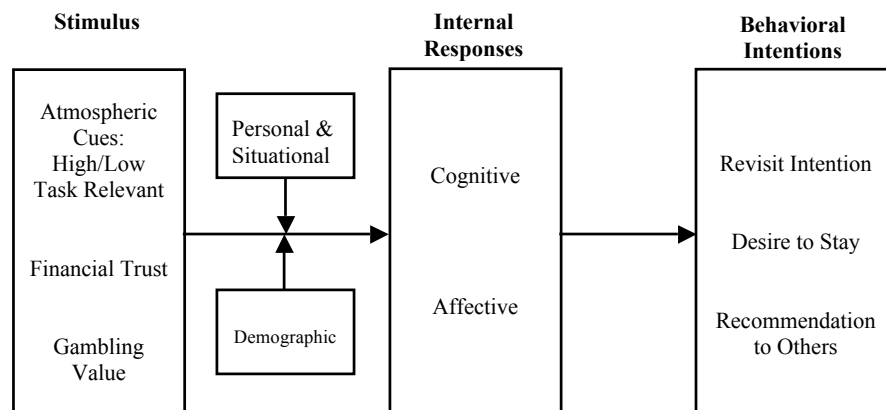 Stimulus
Internal
Responses
Behavioral
Intentions
Atmospheric
Cues:
High/Low
Task Relevant
Financial Trust
Gambling
Value
Personal &
Situational
Demographic
Cognitive
Affective
Revisit Intention
Desire to Stay
Recommendation
to Others